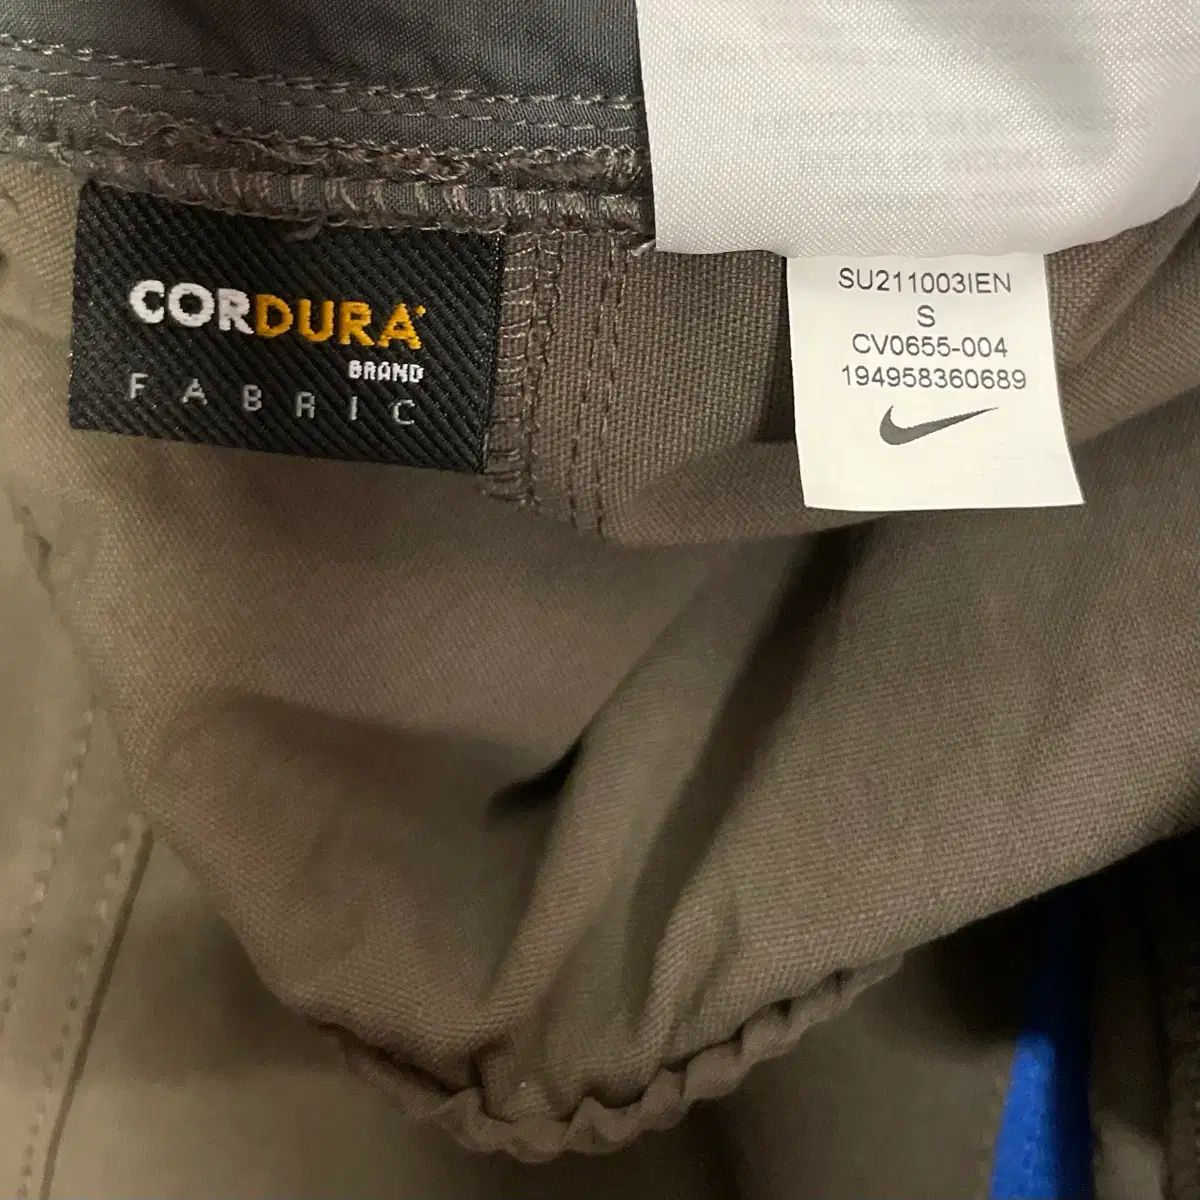 CORDURA
BRAND
FABRIC
SU211003IEN
S
CV0655-004
194958360689